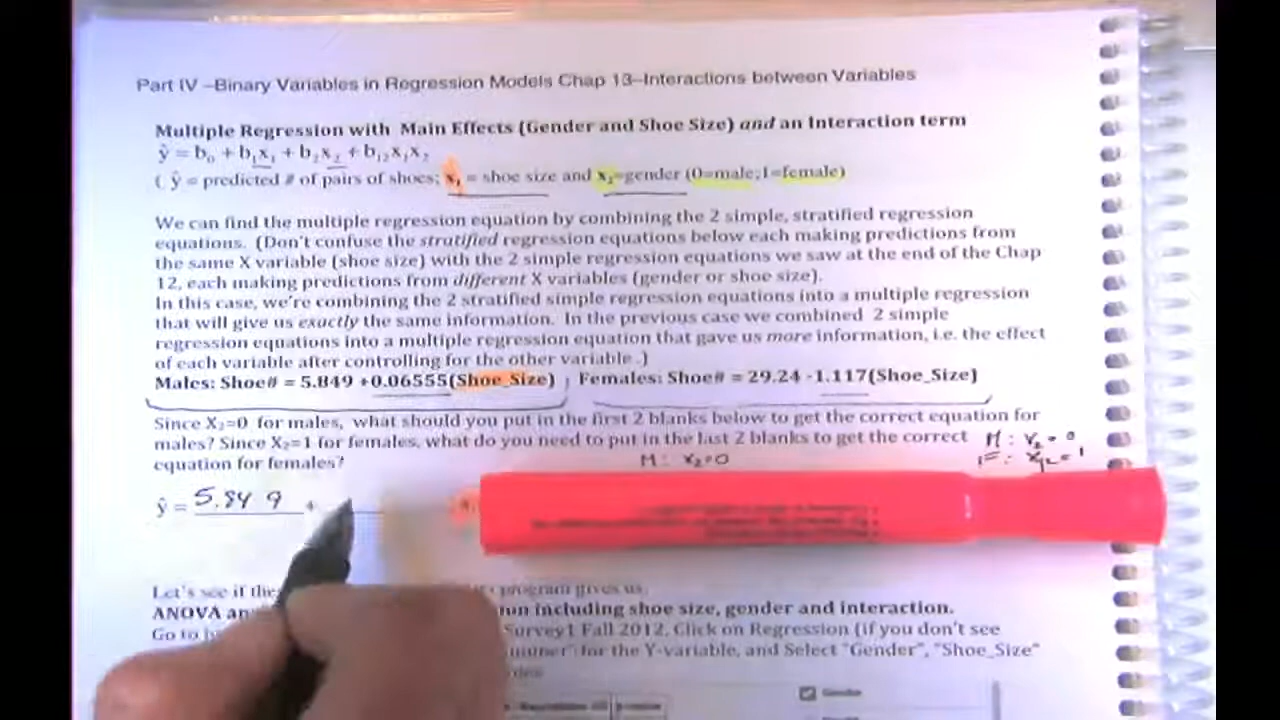 Part IV –Binary Variables in Regression Models Chap 13–Interactions between Variables
Multiple Regression with Main Effects (Gender and Shoe Size) and an Interaction term
ŷ = b₀ + b₁x₁ + b₂x₂ + b₁₂x₁x₂
( ŷ = predicted # of pairs of shoes; x₁ = shoe size and x₂=gender (0=male; 1=female)
We can find the multiple regression equation by combining the 2 simple, stratified regression
equations. (Don't confuse the stratified regression equations below each making predictions from
the same X variable (shoe size) with the 2 simple regression equations we saw at the end of the Chap
12, each making predictions from different X variables (gender or shoe size).
In this case, we're combining the 2 stratified simple regression equations into a multiple regression
that will give us exactly the same information. In the previous case we combined 2 simple
regression equations into a multiple regression equation that gave us more information, i.e. the effect
of each variable after controlling for the other variable.)
Males: Shoe# = 5.849 +0.06555(Shoe_Size) Females: Shoe# = 29.24 -1.117(Shoe_Size)
Since X₂=0 for males, what should you put in the first 2 blanks below to get the correct equation for
males? Since X₂=1 for females, what do you need to put in the last 2 blanks to get the correct M: x₂=0
equation for females? M: x₂=0 F: x₂=1
ŷ = 5.849 +
Let's see if program gives us.
ANOVA including shoe size, gender and interaction.
Go to Survey1 Fall 2012. Click on Regression (if you don't see
for the Y-variable, and Select "Gender", "Shoe_Size"
Gender